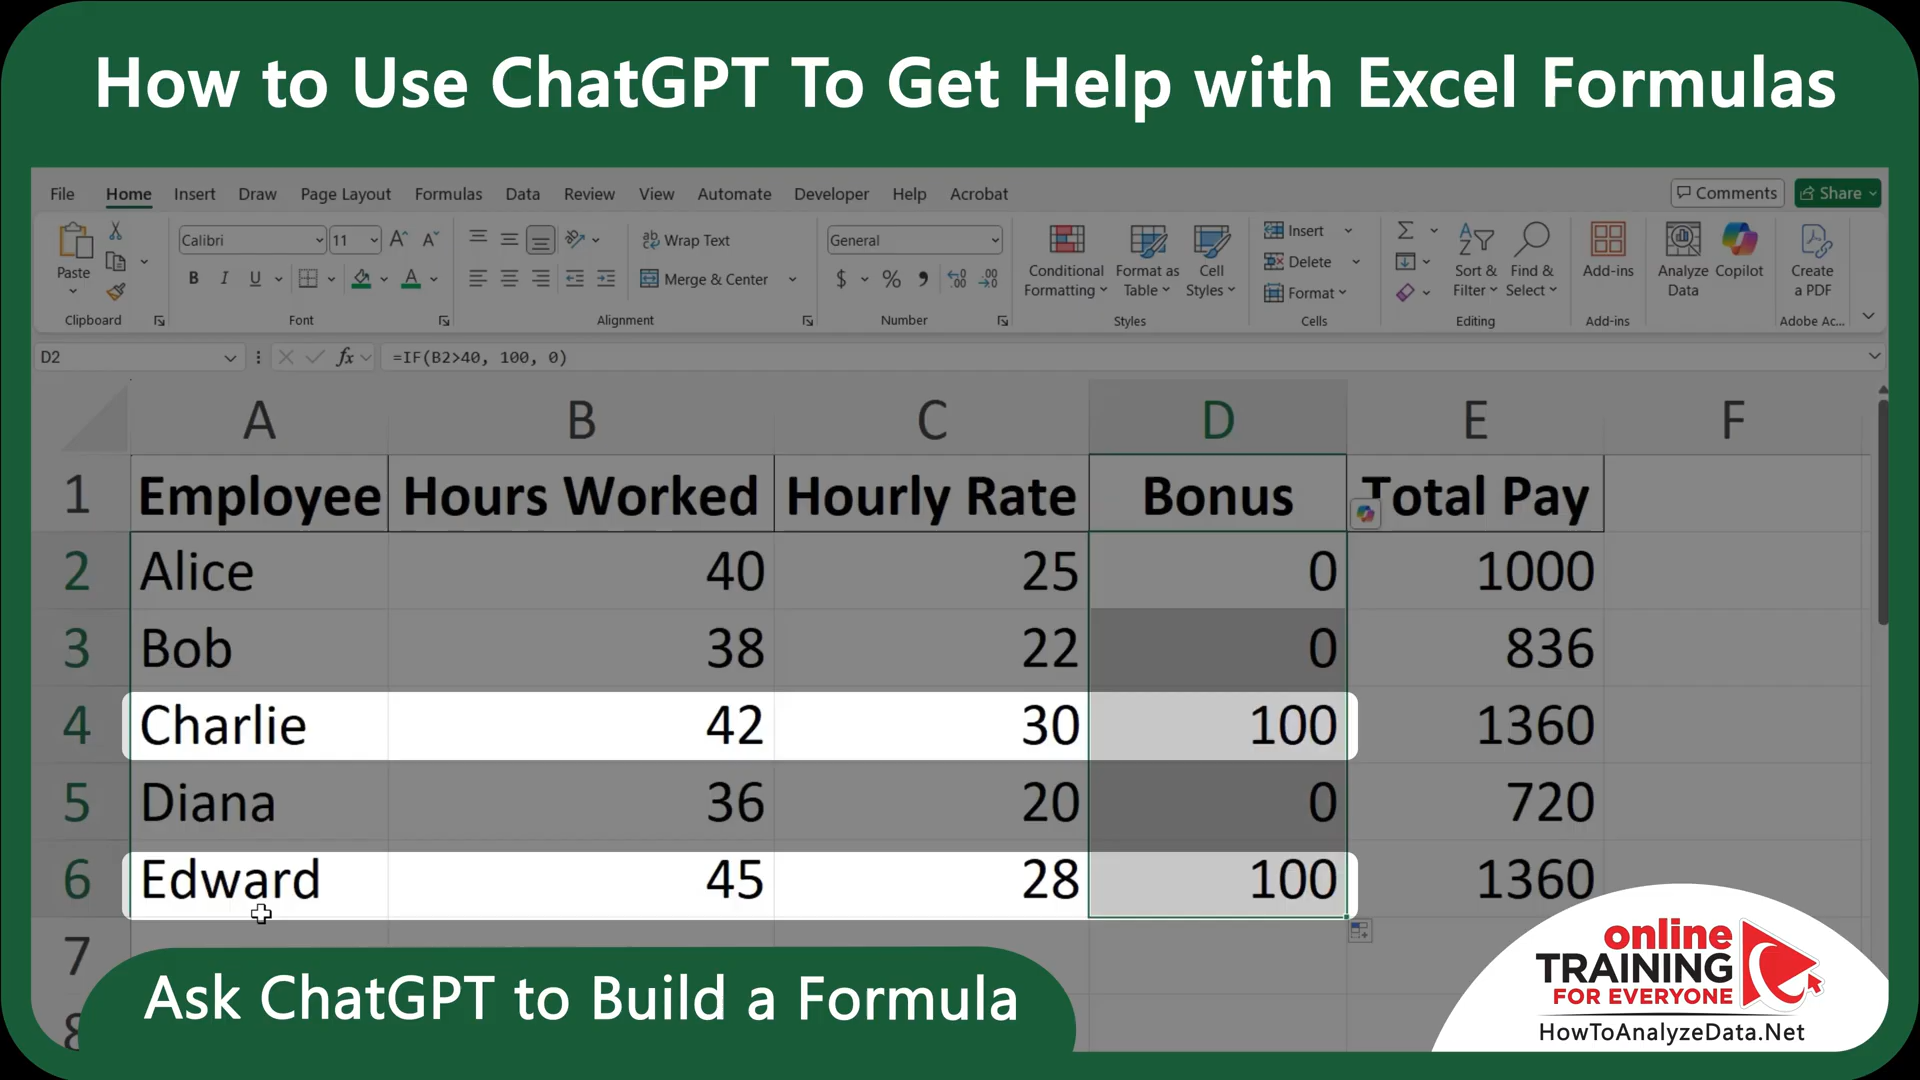 How to Use ChatGPT To Get Help with Excel Formulas
File Home Insert Draw Page Layout Formulas Data Review View Automate Developer Help Acrobat Comments Share
Paste
Clipboard
Calibri 11
B I U
Font
Wrap Text
Merge & Center
Alignment
General
$ % ,
Number
Conditional Formatting
Format as Table
Cell Styles
Styles
Insert
Delete
Format
Cells
Sort & Filter
Find & Select
Editing
Add-ins
Add-ins
Analyze Data
Copilot
Create a PDF
Adobe Ac...
D2 fx =IF(B2>40, 100, 0)
A B C D E F
1 Employee Hours Worked Hourly Rate Bonus Total Pay
2 Alice 40 25 0 1000
3 Bob 38 22 0 836
4 Charlie 42 30 100 1360
5 Diana 36 20 0 720
6 Edward 45 28 100 1360
7
8
Ask ChatGPT to Build a Formula
online
TRAINING
FOR EVERYONE
HowToAnalyzeData.Net